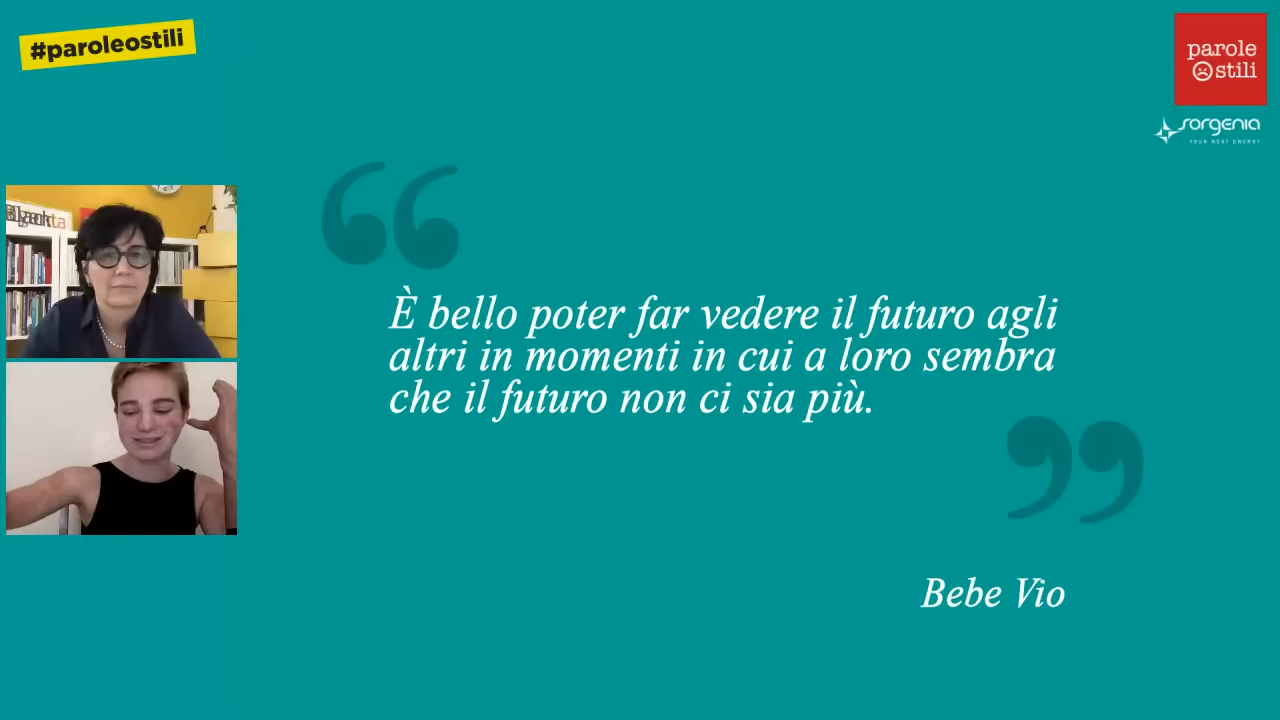 #paroleostili
parole
stili
sorgenia
YOUR NEXT ENERGY
È bello poter far vedere il futuro agli
altri in momenti in cui a loro sembra
che il futuro non ci sia più.
Bebe Vio